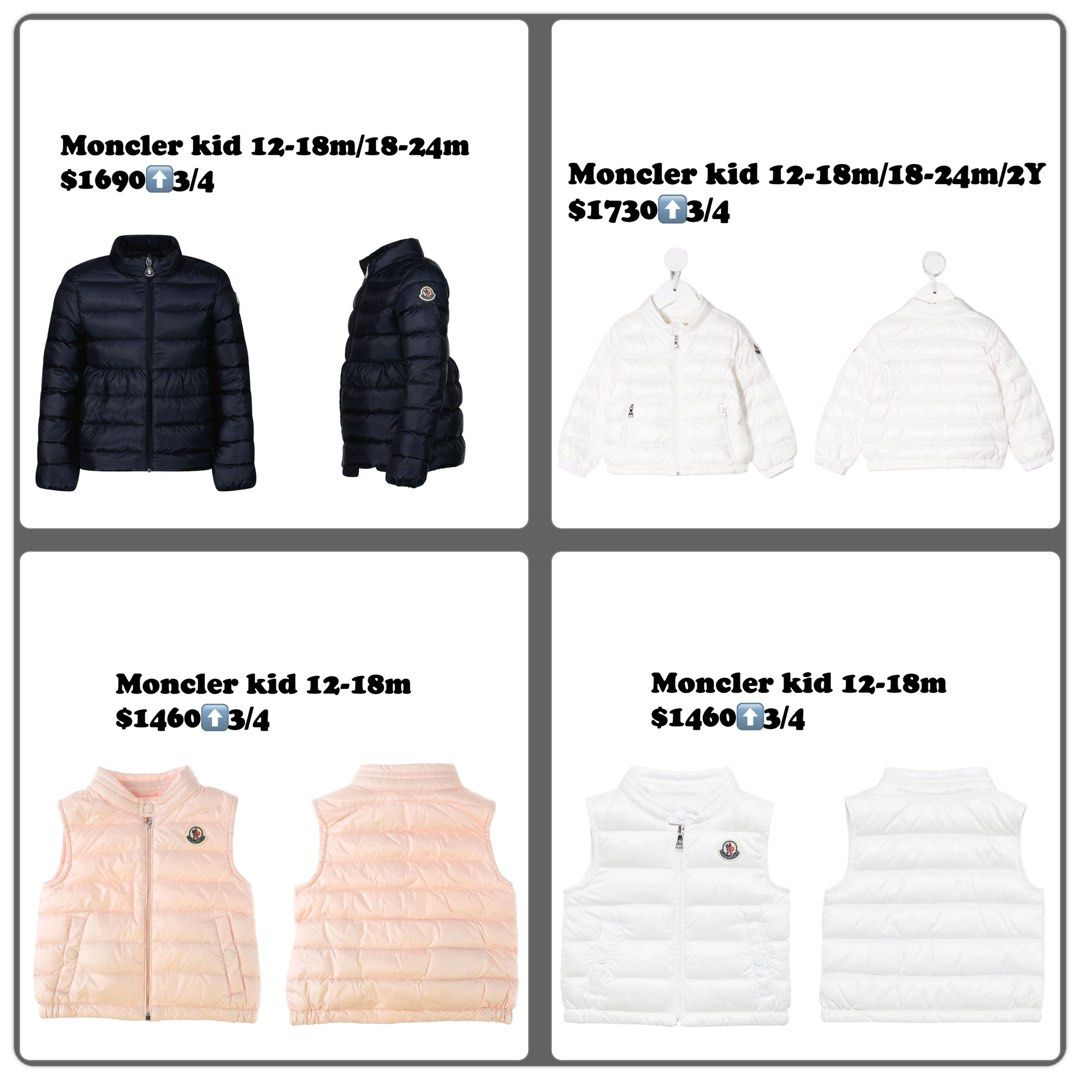 Moncler kid 12-18m/18-24m
$1690⬆️3/4
Moncler kid 12-18m/18-24m/2Y
$1730⬆️3/4
Moncler kid 12-18m
$1460⬆️3/4
Moncler kid 12-18m
$1460⬆️3/4